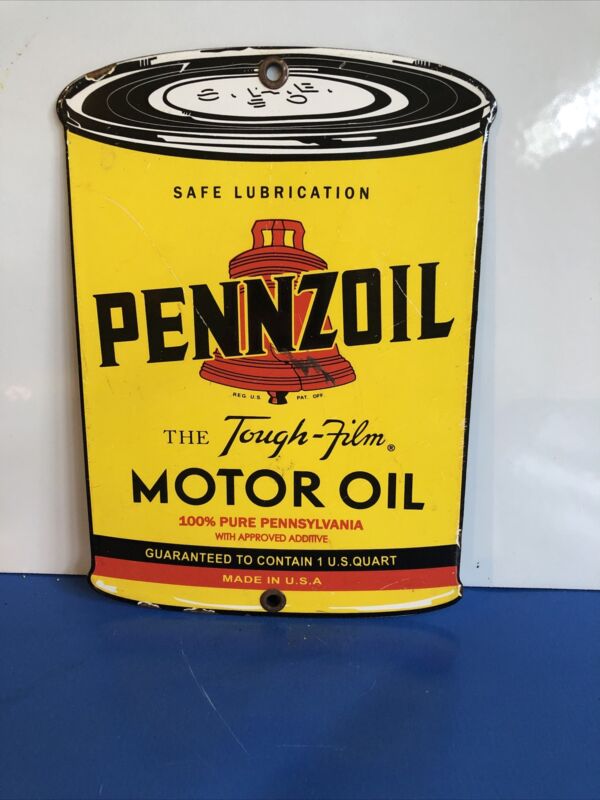 SAFE LUBRICATION
PENNZOIL
REG U.S. PAT. OFF.
THE Tough-Film®
MOTOR OIL
100% PURE PENNSYLVANIA
WITH APPROVED ADDITIVE
GUARANTEED TO CONTAIN 1 U.S.QUART
MADE IN U.S.A